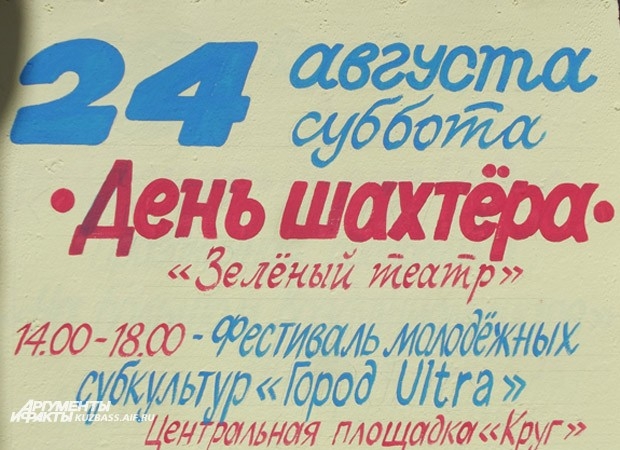 24 августа
суббота
• День шахтёра •
«Зелёный театр»
14.00-18.00 - Фестиваль молодёжных
субкультур «Город Ultra»
АРГУМЕНТЫ
И ФАКТЫ KUZBASS.AIF.RU
Центральная площадка «Круг»